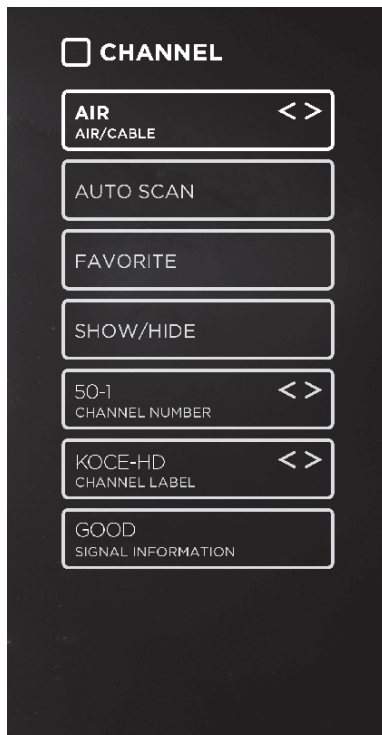 CHANNEL
AIR < >
AIR/CABLE
AUTO SCAN
FAVORITE
SHOW/HIDE
50-1 < >
CHANNEL NUMBER
KOCE-HD < >
CHANNEL LABEL
GOOD
SIGNAL INFORMATION